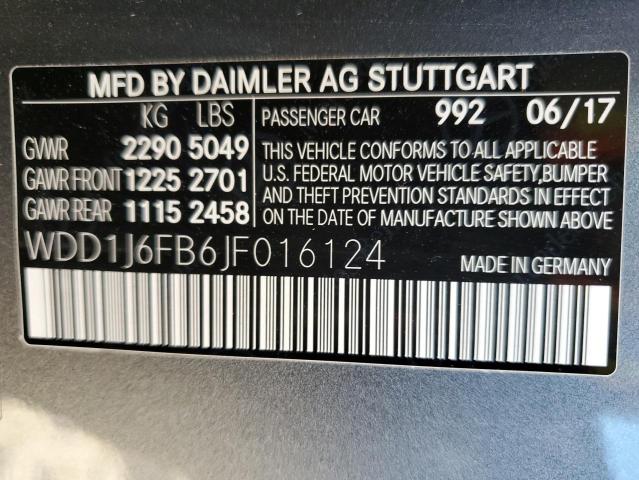 MFD BY DAIMLER AG STUTTGART
KG LBS PASSENGER CAR 992 06/17
GVWR 2290 5049 THIS VEHICLE CONFORMS TO ALL APPLICABLE
GAWR FRONT 1225 2701 U.S. FEDERAL MOTOR VEHICLE SAFETY,BUMPER
GAWR REAR 1115 2458 AND THEFT PREVENTION STANDARDS IN EFFECT
ON THE DATE OF MANUFACTURE SHOWN ABOVE
WDD1J6FB6JF016124 MADE IN GERMANY